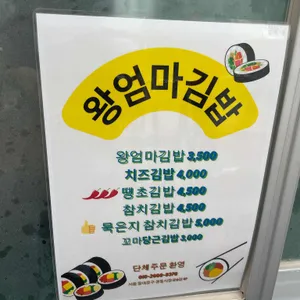 왕엄마김밥
왕엄마김밥 3,500
치즈김밥 4,000
땡초김밥 4,500
참치김밥 4,500
묵은지 참치김밥 5,000
꼬마당근김밥 3,000
단체 주문 환영